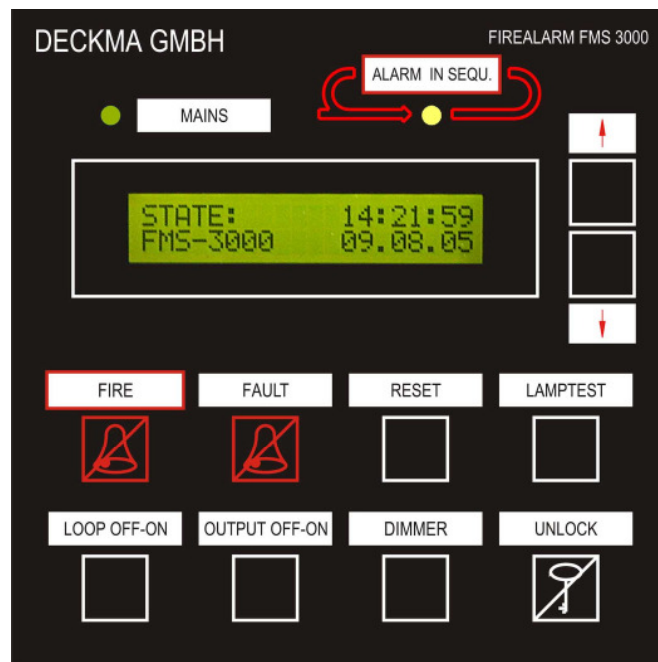 DECKMA GMBH
FIREALARM FMS 3000
ALARM IN SEQU.
MAINS
STATE: 14:21:59
FMS-3000 09.08.05
FIRE
FAULT
RESET
LAMPTEST
LOOP OFF-ON
OUTPUT OFF-ON
DIMMER
UNLOCK